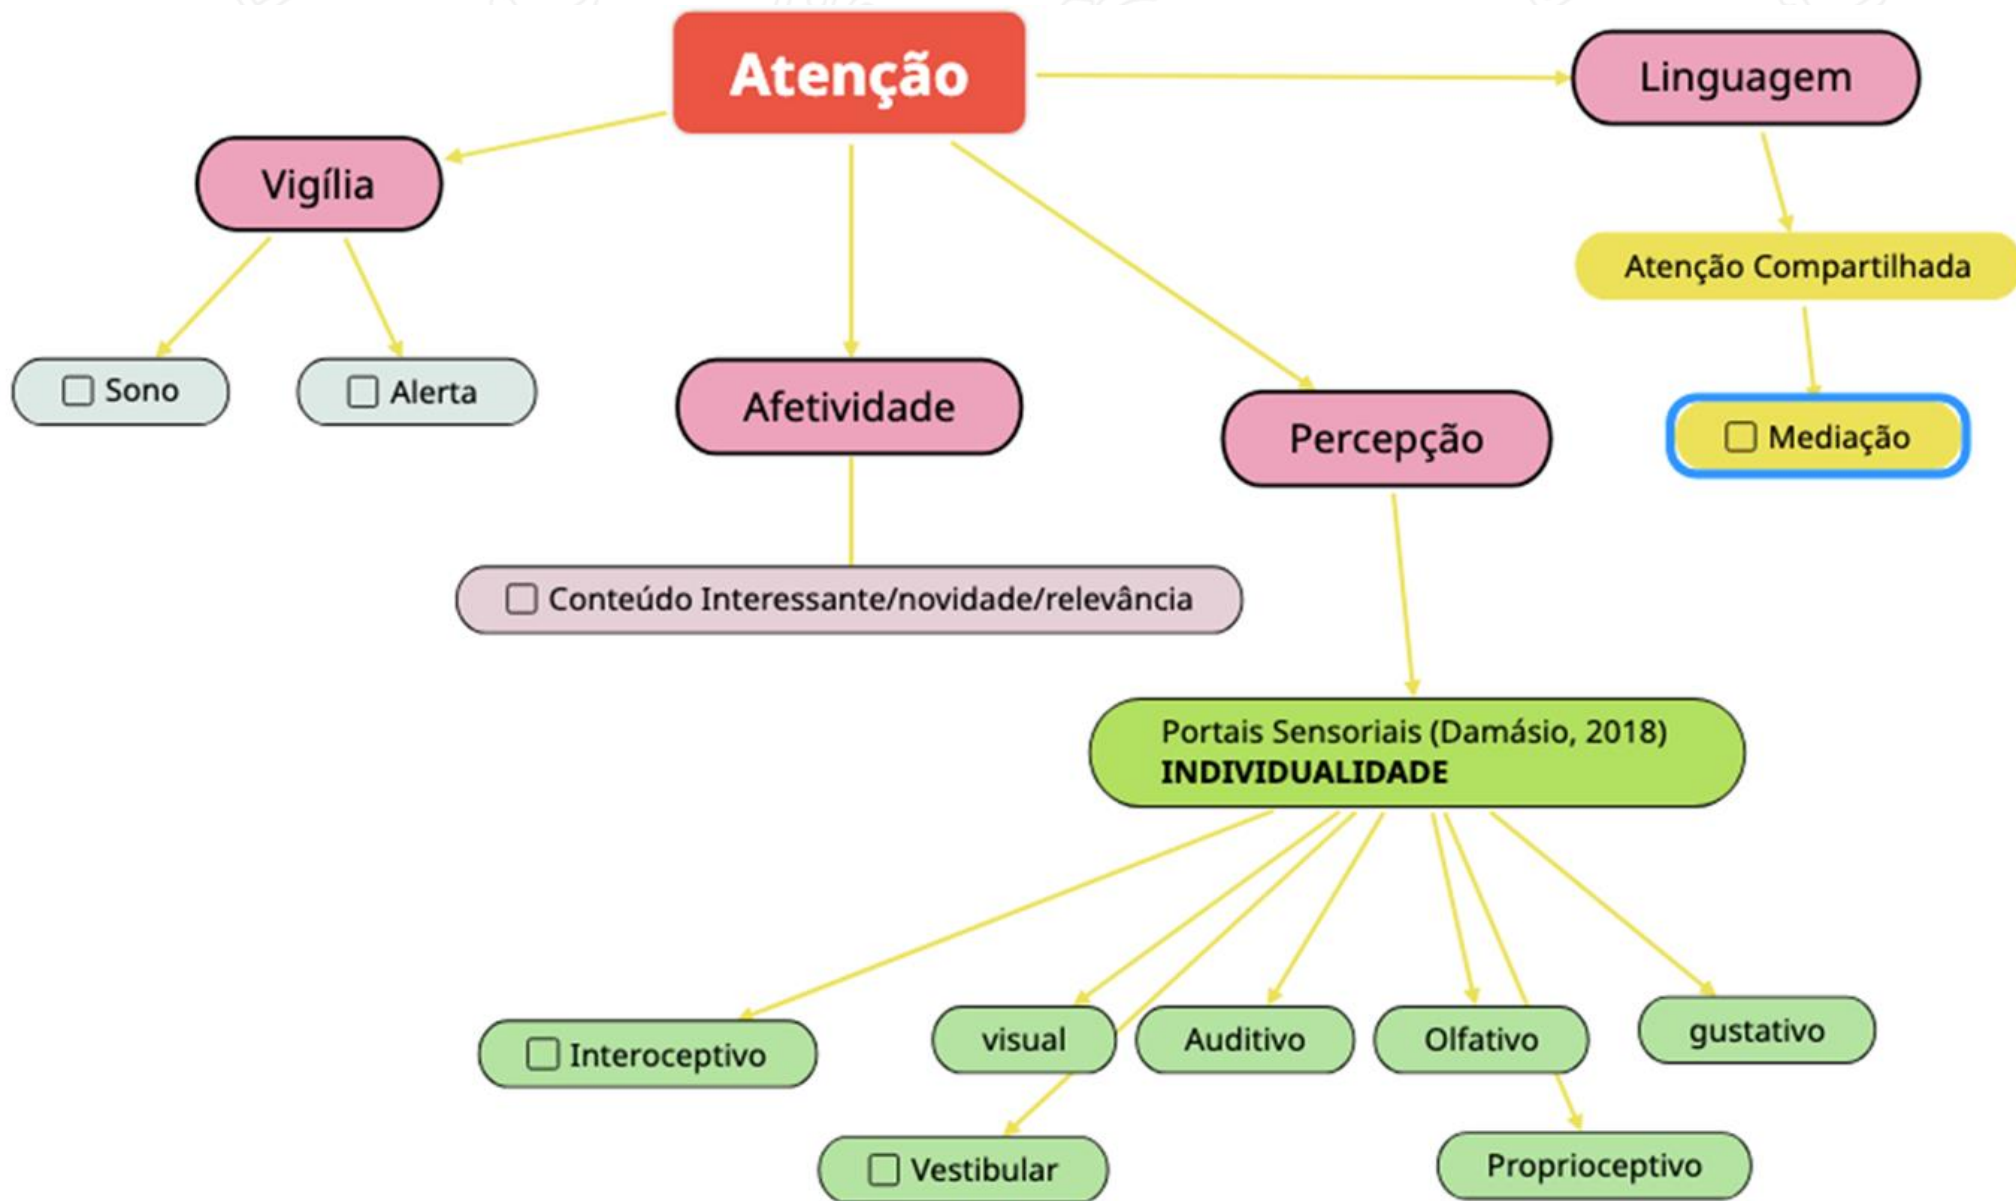 Atenção
Linguagem
Vigília
Atenção Compartilhada
Sono
Alerta
Afetividade
Percepção
Mediação
Conteúdo Interessante/novidade/relevância
Portais Sensoriais (Damásio, 2018)
INDIVIDUALIDADE
Interoceptivo
visual
Auditivo
Olfativo
gustativo
Vestibular
Proprioceptivo